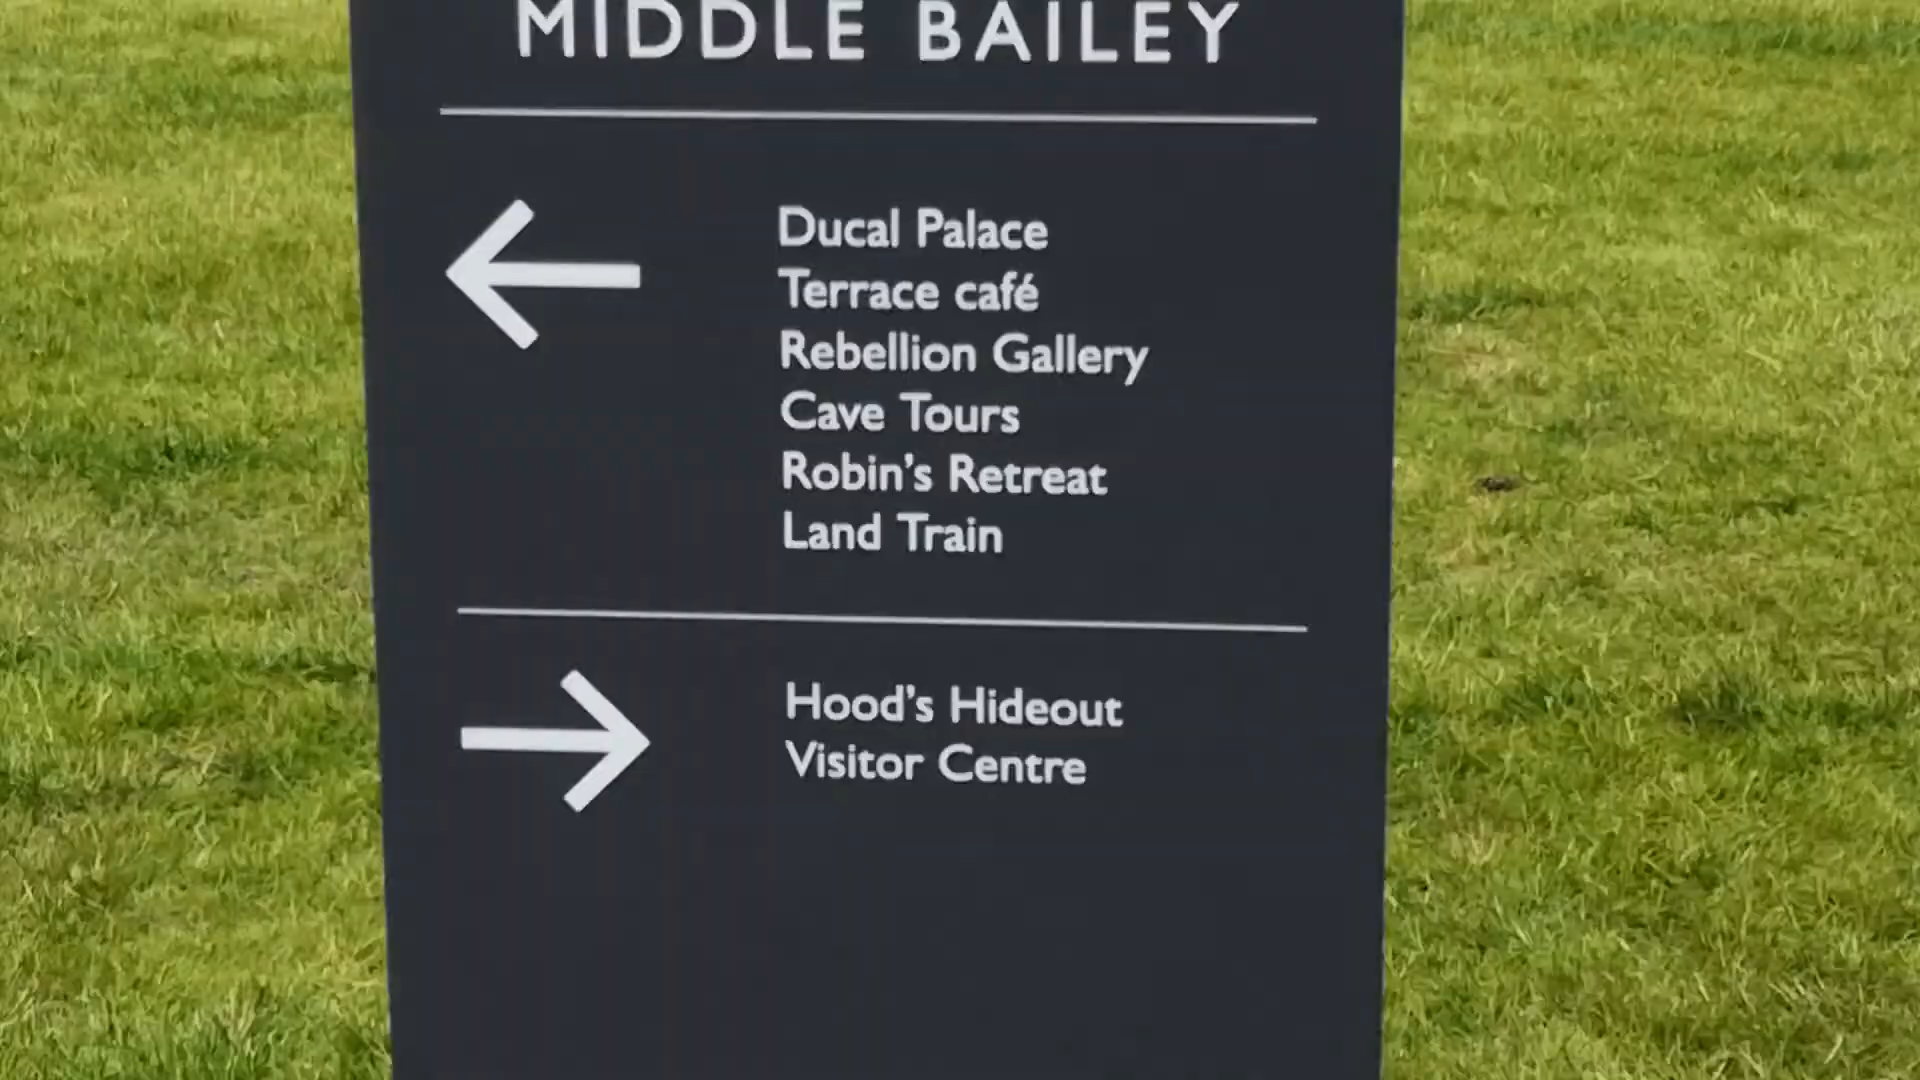 MIDDLE BAILEY
Ducal Palace
Terrace café
Rebellion Gallery
Cave Tours
Robin's Retreat
Land Train
Hood's Hideout
Visitor Centre